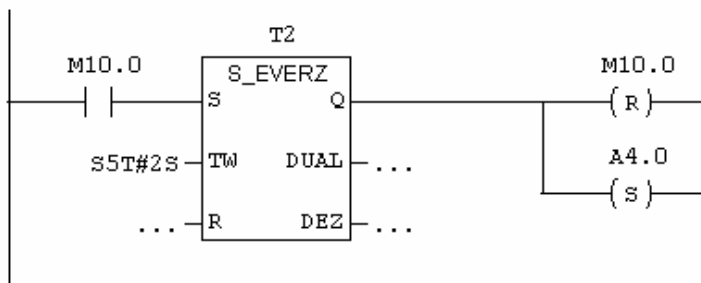 T2
M10.0
S_EVERZ
M10.0
S
Q
( R )
A4.0
S5T#2S
TW
DUAL
...
( S )
...
R
DEZ
...